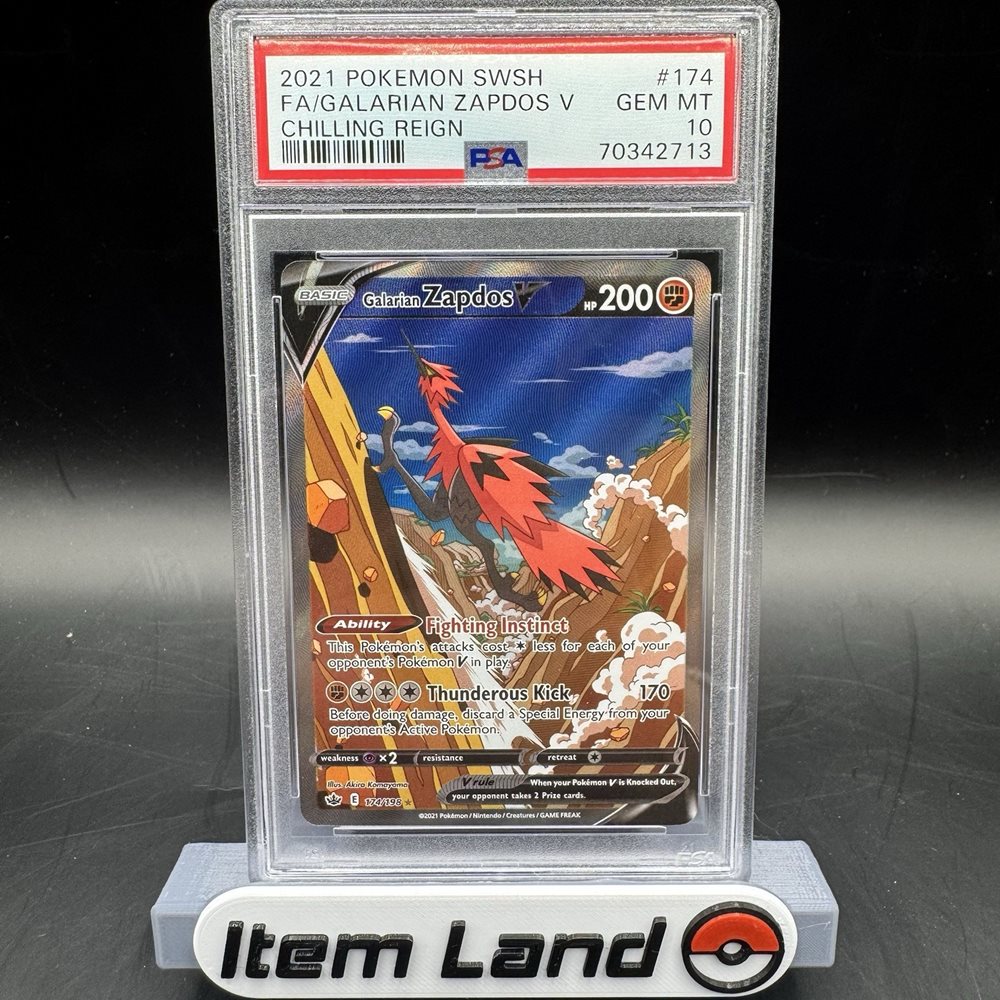 2021 POKEMON SWSH #174
FA/GALARIAN ZAPDOS V GEM MT
CHILLING REIGN 10
PSA 70342713
BASIC Galarian Zapdos V HP 200
Ability Fighting Instinct
This Pokémon's attacks cost less for each of your
opponent's Pokémon V in play.
Thunderous Kick 170
Before doing damage, discard a Special Energy from your
opponent's Active Pokémon.
weakness ×2 resistance retreat
Illus. Akira Komayama V rule When your Pokémon V is Knocked Out,
your opponent takes 2 Prize cards.
E 174/198
©2021 Pokémon / Nintendo / Creatures / GAME FREAK
PSA
Item Land